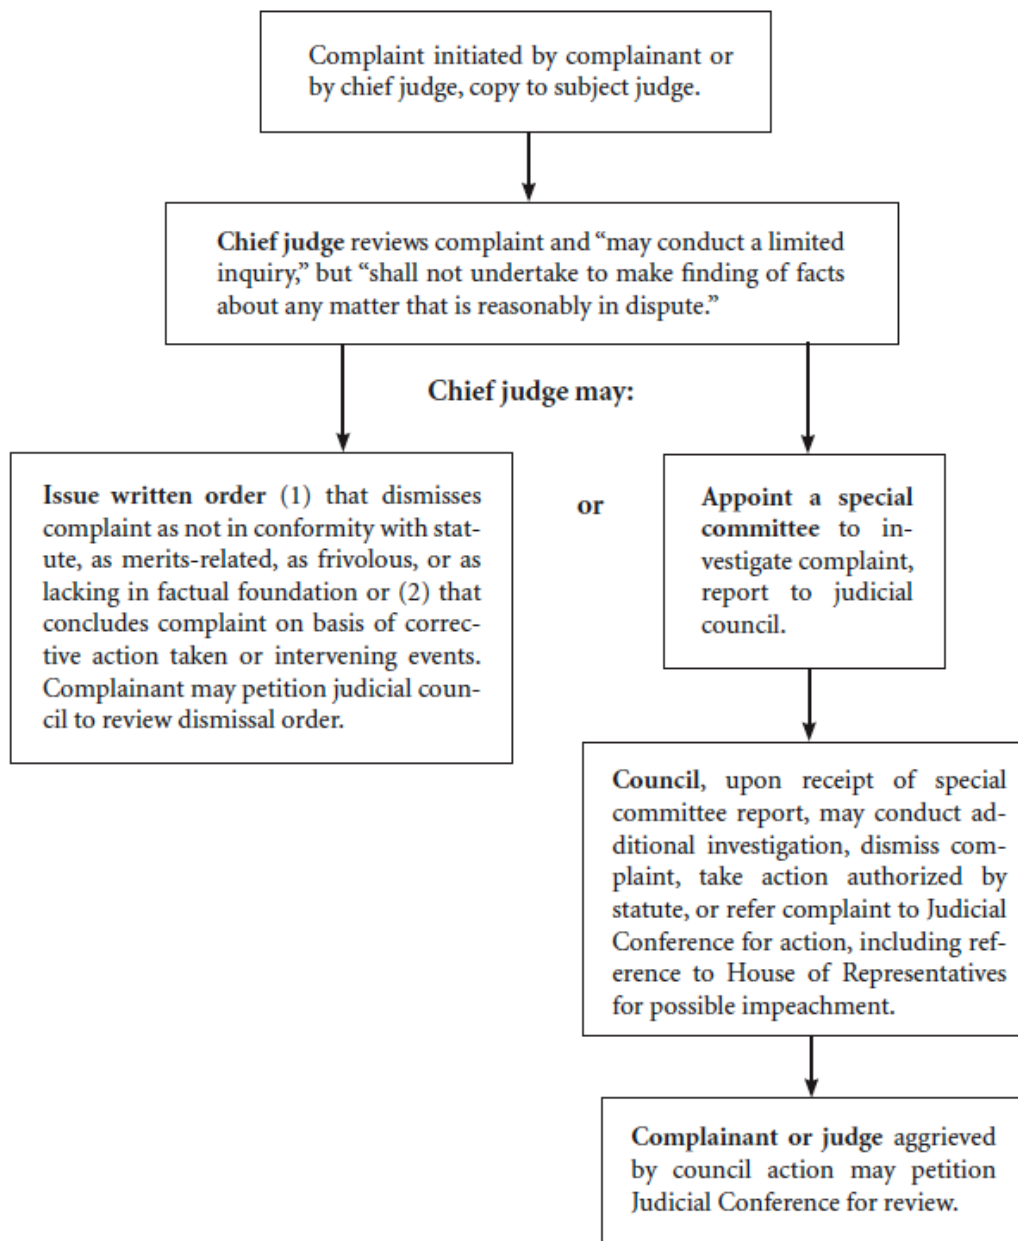 Complaint initiated by complainant or
by chief judge, copy to subject judge.
Chief judge reviews complaint and “may conduct a limited
inquiry,” but “shall not undertake to make finding of facts
about any matter that is reasonably in dispute.”
Chief judge may:
Issue written order (1) that dismisses
complaint as not in conformity with stat-
ute, as merits-related, as frivolous, or as
lacking in factual foundation or (2) that
concludes complaint on basis of correc-
tive action taken or intervening events.
Complainant may petition judicial coun-
cil to review dismissal order.
or
Appoint a special
committee to in-
vestigate complaint,
report to judicial
council.
Council, upon receipt of special
committee report, may conduct ad-
ditional investigation, dismiss com-
plaint, take action authorized by
statute, or refer complaint to Judicial
Conference for action, including ref-
erence to House of Representatives
for possible impeachment.
Complainant or judge aggrieved
by council action may petition
Judicial Conference for review.